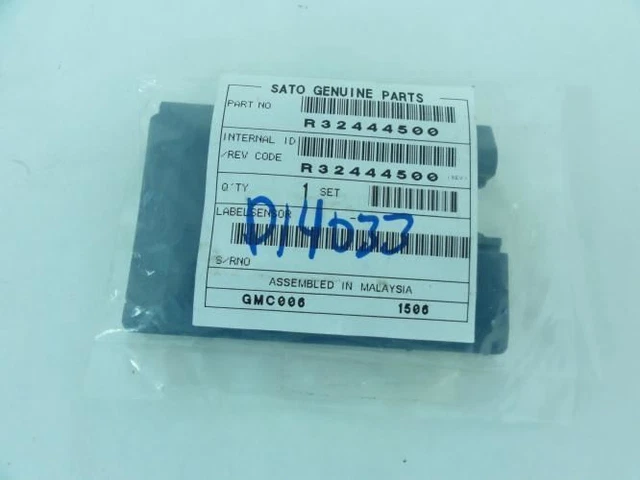 SATO GENUINE PARTS
PART NO
R32444500
INTERNAL ID
/REV CODE
R32444500 (REV)
Q'TY 1 SET
LABELSENSOR
D14033
S/RNO
ASSEMBLED IN MALAYSIA
GMC006 1506